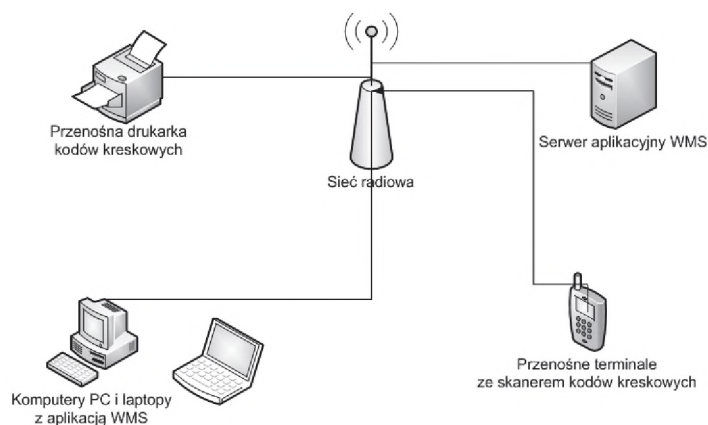 Przenośna drukarka
kodów kreskowych
Sieć radiowa
Serwer aplikacyjny WMS
Komputery PC i laptopy
z aplikacją WMS
Przenośne terminale
ze skanerem kodów kreskowych